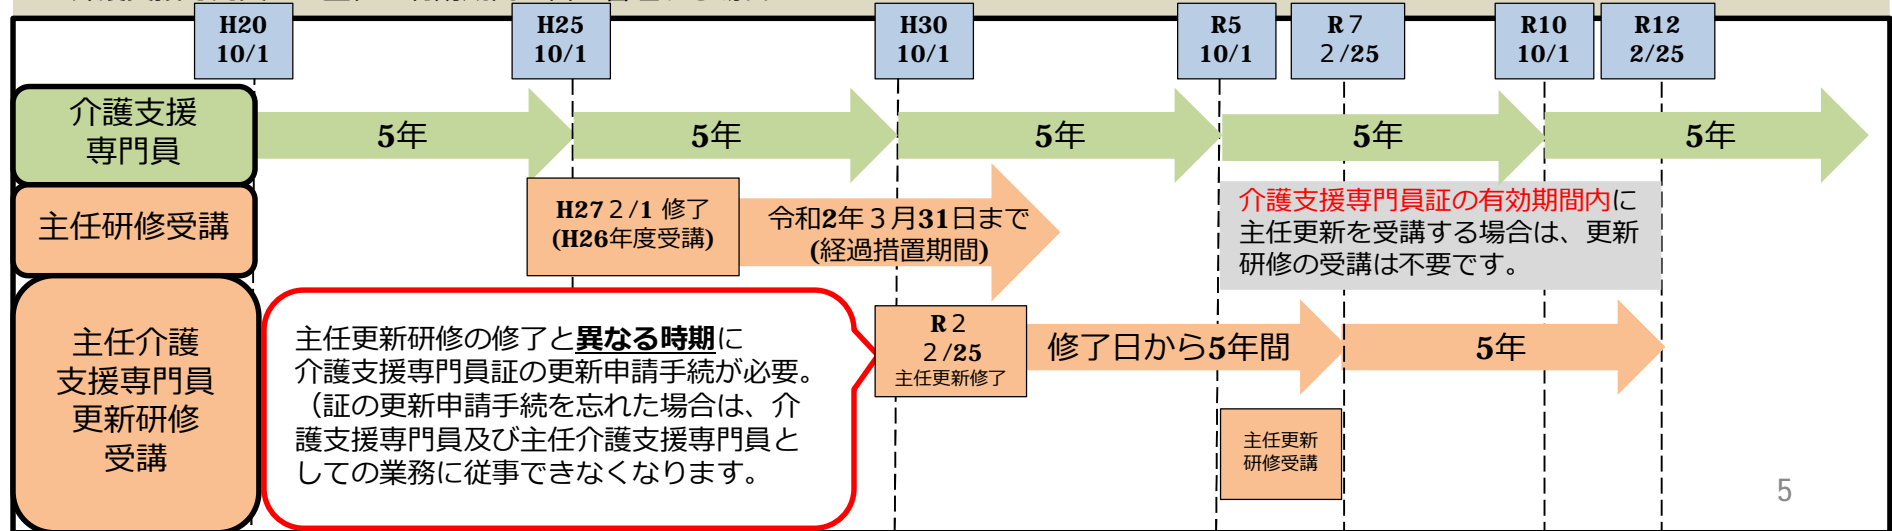 H20
10/1
H25
10/1
H30
10/1
R5
10/1
R７
２/25
R10
10/1
R12
2/25
介護支援
専門員
5年
5年
5年
5年
5年
主任研修受講
H27２/1 修了
(H26年度受講)
令和2年３月31日まで
(経過措置期間)
介護支援専門員証の有効期間内に
主任更新を受講する場合は、更新
研修の受講は不要です。
主任介護
支援専門員
更新研修
受講
主任更新研修の修了と異なる時期に
介護支援専門員証の更新申請手続が必要。
（証の更新申請手続を忘れた場合は、介
護支援専門員及び主任介護支援専門員と
しての業務に従事できなくなります。
R２
２/25
主任更新修了
修了日から5年間
5年
主任更新
研修受講
5